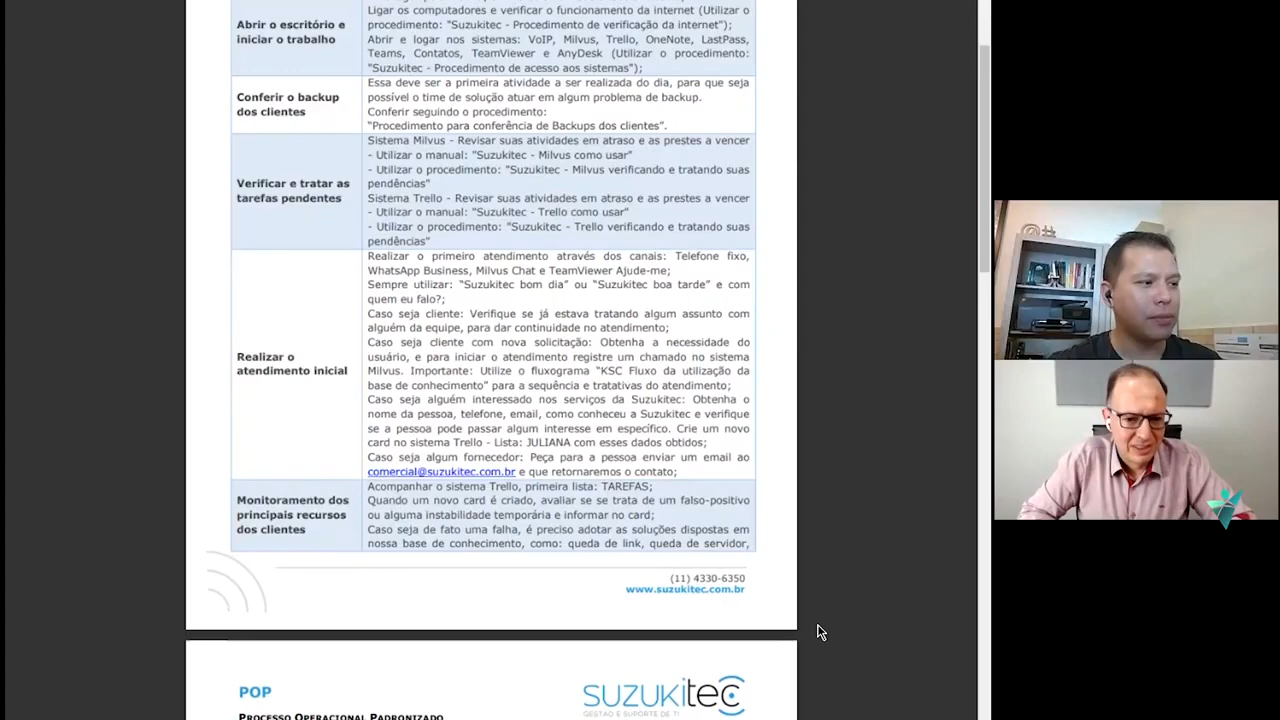 Abrir o escritório e
iniciar o trabalho
Ligar os computadores e verificar o funcionamento da internet (Utilizar o
procedimento: "Suzukitec - Procedimento de verificação da internet");
Abrir e logar nos sistemas: VoIP, Milvus, Trello, OneNote, LastPass,
Teams, Contatos, TeamViewer e AnyDesk (Utilizar o procedimento:
"Suzukitec - Procedimento de acesso aos sistemas");
Conferir o backup
dos clientes
Essa deve ser a primeira atividade a ser realizada do dia, para que seja
possível o time de solução atuar em algum problema de backup.
Conferir seguindo o procedimento:
"Procedimento para conferência de Backups dos clientes".
Verificar e tratar as
tarefas pendentes
Sistema Milvus - Revisar suas atividades em atraso e as prestes a vencer
- Utilizar o manual: "Suzukitec - Milvus como usar"
- Utilizar o procedimento: "Suzukitec - Milvus verificando e tratando suas
pendências"
Sistema Trello - Revisar suas atividades em atraso e as prestes a vencer
- Utilizar o manual: "Suzukitec - Trello como usar"
- Utilizar o procedimento: "Suzukitec - Trello verificando e tratando suas
pendências"
Realizar o
atendimento inicial
Realizar o primeiro atendimento através dos canais: Telefone fixo,
WhatsApp Business, Milvus Chat e TeamViewer Ajude-me;
Sempre utilizar: "Suzukitec bom dia" ou "Suzukitec boa tarde" e com
quem eu falo?;
Caso seja cliente: Verifique se já estava tratando algum assunto com
alguém da equipe, para dar continuidade no atendimento;
Caso seja cliente com nova solicitação: Obtenha a necessidade do
usuário, e para iniciar o atendimento registre um chamado no sistema
Milvus. Importante: Utilize o fluxograma "KSC Fluxo da utilização da
base de conhecimento" para a sequência e tratativas do atendimento;
Caso seja alguém interessado nos serviços da Suzukitec: Obtenha o
nome da pessoa, telefone, email, como conheceu a Suzukitec e verifique
se a pessoa pode passar algum interesse em específico. Crie um novo
card no sistema Trello - Lista: JULIANA com esses dados obtidos;
Caso seja algum fornecedor: Peça para a pessoa enviar um email ao
comercial@suzukitec.com.br e que retornaremos o contato;
Monitoramento dos
principais recursos
dos clientes
Acompanhar o sistema Trello, primeira lista: TAREFAS;
Quando um novo card é criado, avaliar se se trata de um falso-positivo
ou alguma instabilidade temporária e informar no card;
Caso seja de fato uma falha, é preciso adotar as soluções dispostas em
nossa base de conhecimento, como: queda de link, queda de servidor,
(11) 4330-6350
www.suzukitec.com.br
POP
SUZUKITEC
GESTÃO E SUPORTE DE TI
PROCESSO OPERACIONAL PADRONIZADO
@#